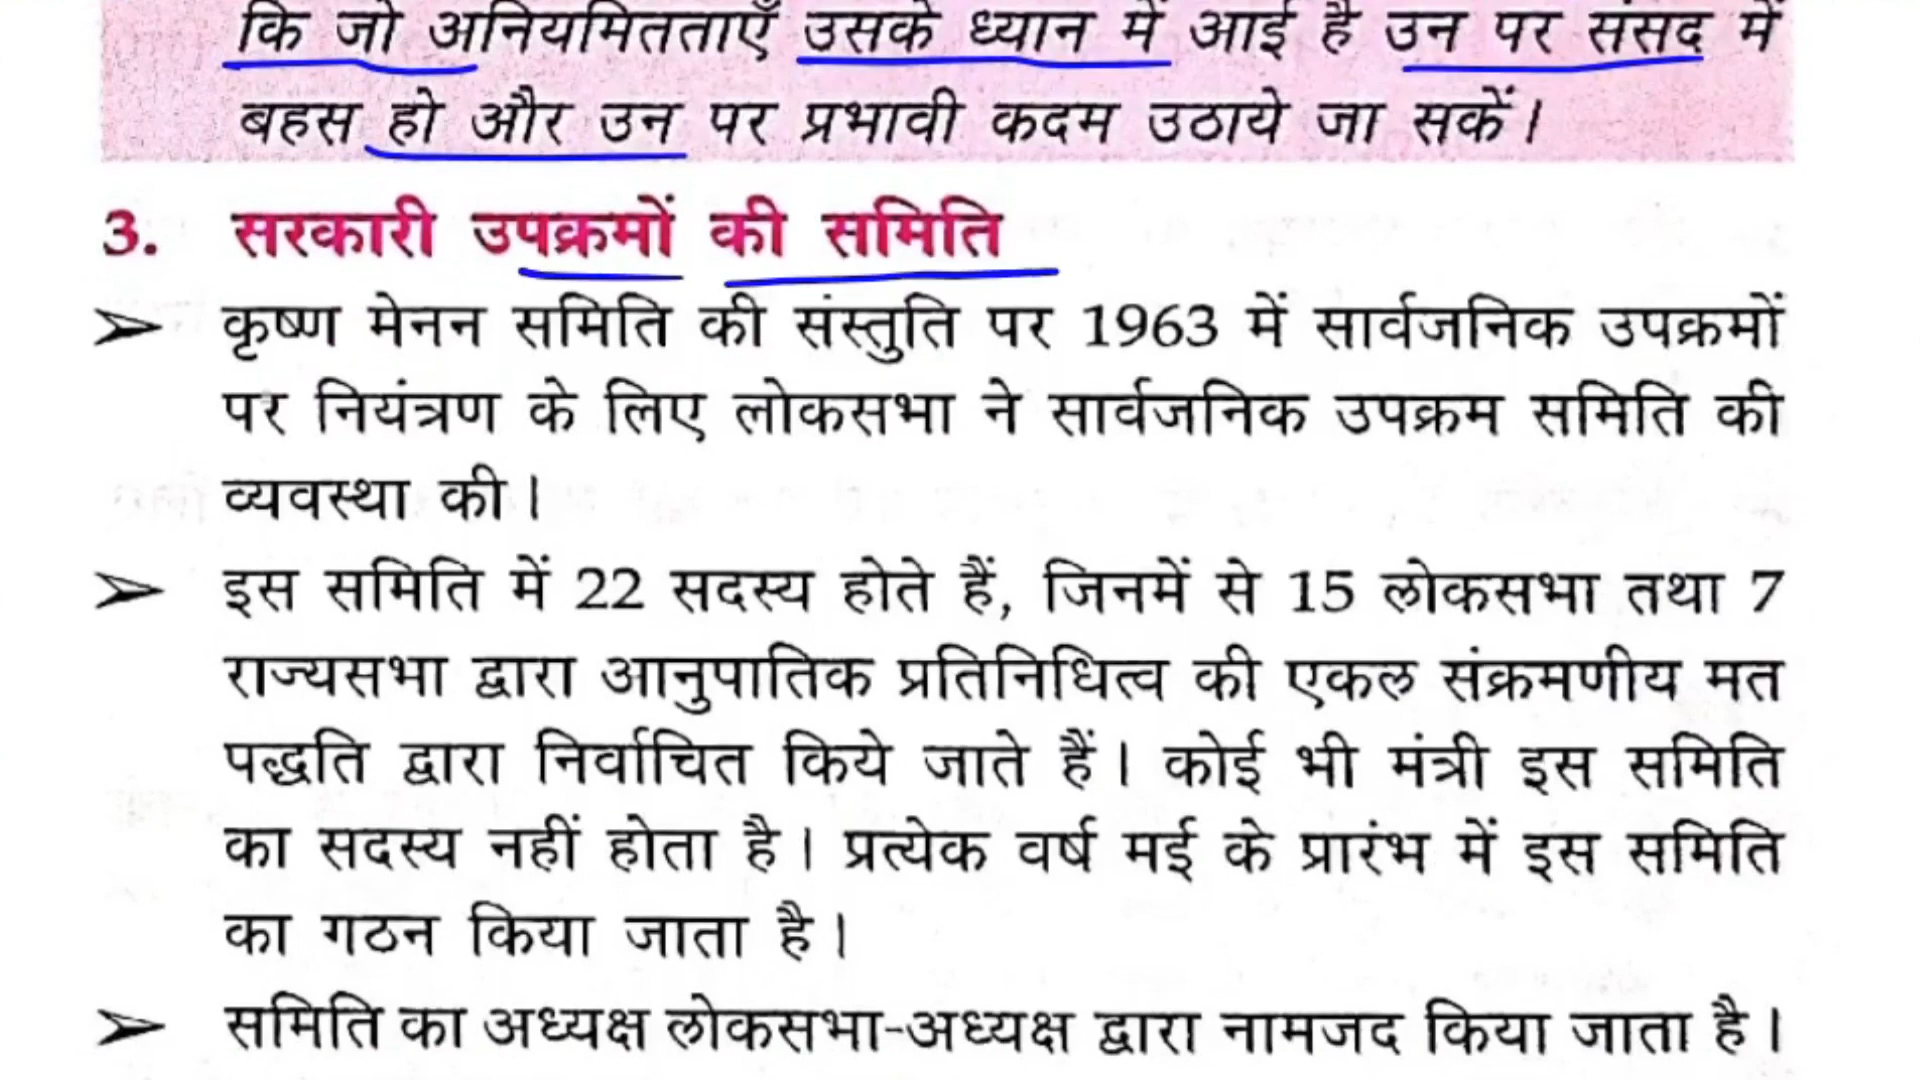 कि जो अनियमितताएँ उसके ध्यान में आई है उन पर संसद में
बहस हो और उन पर प्रभावी कदम उठाये जा सकें।
3. सरकारी उपक्रमों की समिति
➢ कृष्ण मेनन समिति की संस्तुति पर 1963 में सार्वजनिक उपक्रमों
पर नियंत्रण के लिए लोकसभा ने सार्वजनिक उपक्रम समिति की
व्यवस्था की।
➢ इस समिति में 22 सदस्य होते हैं, जिनमें से 15 लोकसभा तथा 7
राज्यसभा द्वारा आनुपातिक प्रतिनिधित्व की एकल संक्रमणीय मत
पद्धति द्वारा निर्वाचित किये जाते हैं। कोई भी मंत्री इस समिति
का सदस्य नहीं होता है। प्रत्येक वर्ष मई के प्रारंभ में इस समिति
का गठन किया जाता है।
➢ समिति का अध्यक्ष लोकसभा-अध्यक्ष द्वारा नामजद किया जाता है।